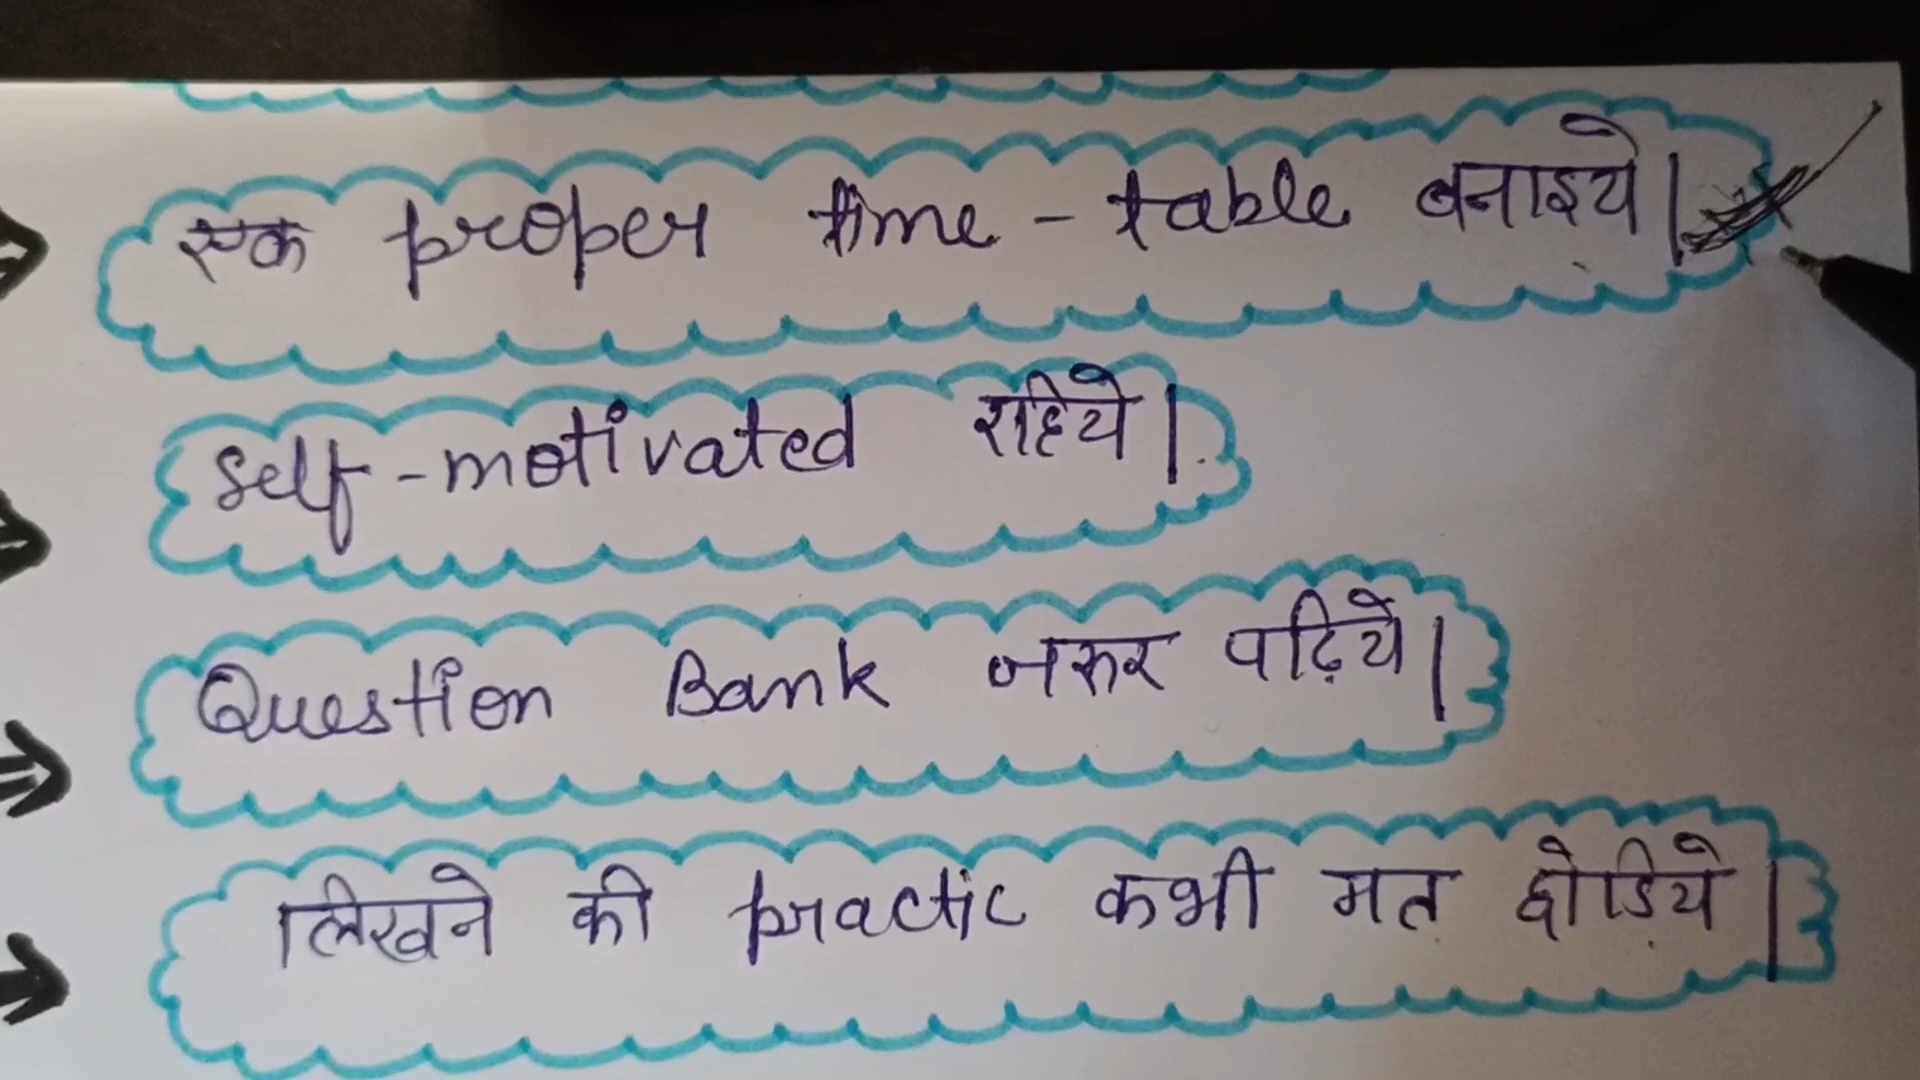 एक proper time-table बनाइये|
self-motivated रहिये|
Question Bank जरुर पढ़िये|
लिखने की practic कभी मत छोड़िये|